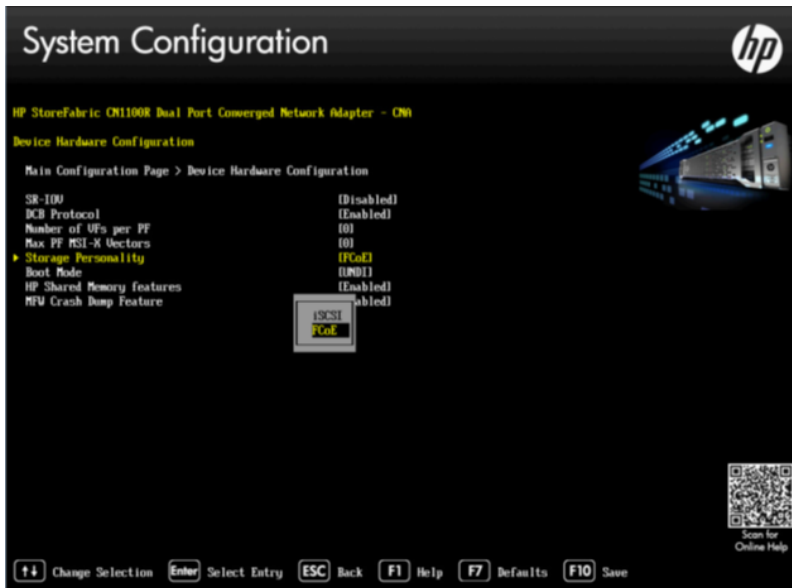 System Configuration
hp
HP StoreFabric CN1100R Dual Port Converged Network Adapter - CNA
Device Hardware Configuration
Main Configuration Page > Device Hardware Configuration
SR-IOV [Disabled]
DCB Protocol [Enabled]
Number of VFs per PF [0]
Max PF MSI-X Vectors [0]
Storage Personality [FCoE]
Boot Mode [UNDI]
HP Shared Memory features [Enabled]
MFW Crash Dump Feature abled]
iSCSI
FCoE
Scan for
Online Help
↑↓ Change Selection Enter Select Entry ESC Back F1 Help F7 Defaults F10 Save